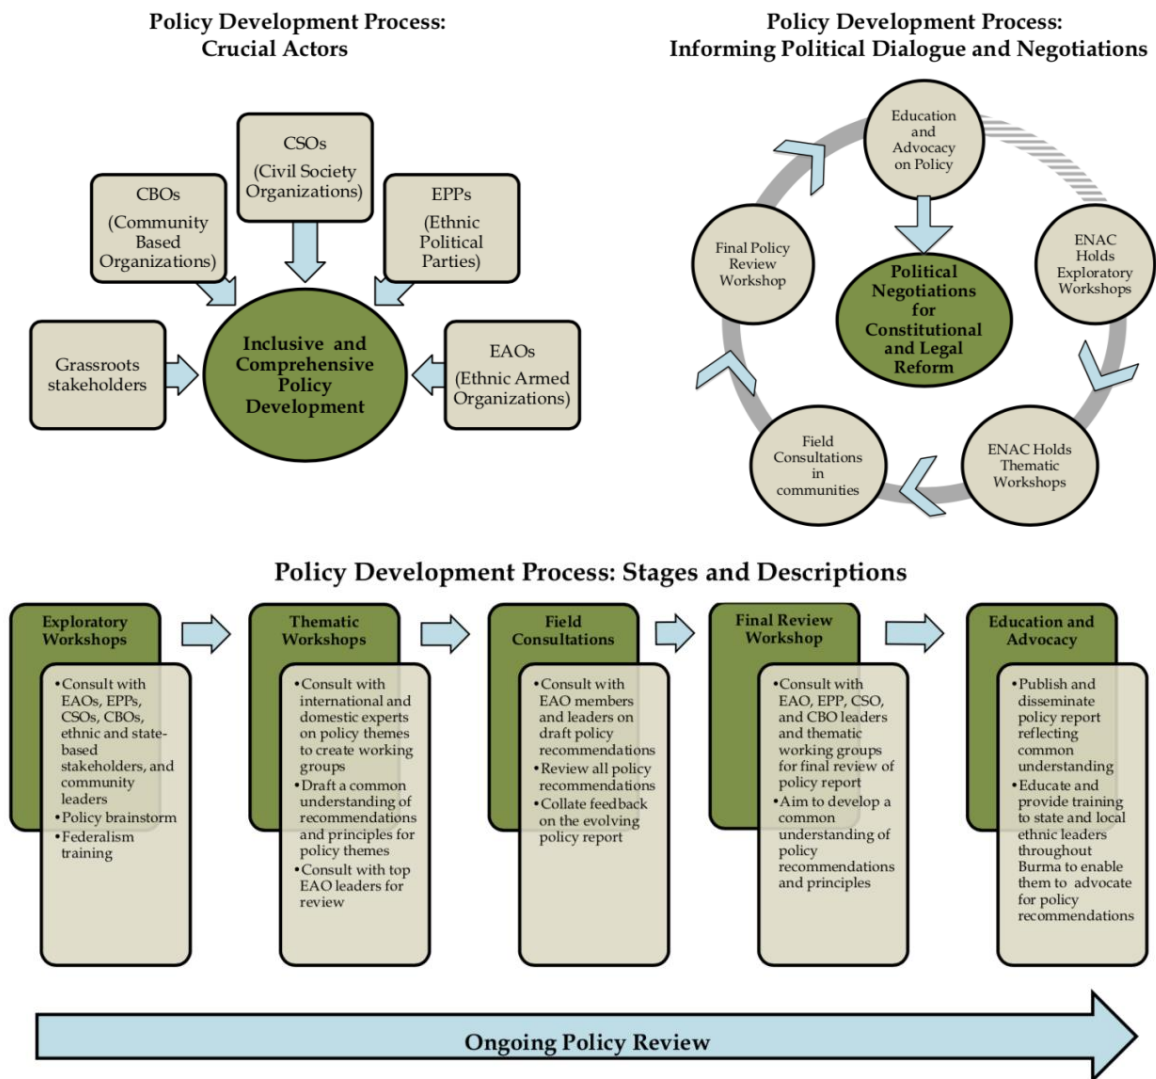 Policy Development Process:
Crucial Actors
CSOs
(Civil Society
Organizations)
CBOs
(Community
Based
Organizations)
EPPs
(Ethnic
Political
Parties)
Grassroots
stakeholders
Inclusive and
Comprehensive
Policy
Development
EAOs
(Ethnic Armed
Organizations)
Policy Development Process:
Informing Political Dialogue and Negotiations
Education
and
Advocacy
on Policy
ENAC
Holds
Exploratory
Workshops
ENAC Holds
Thematic
Workshops
Field
Consultations
in
communities
Final Policy
Review
Workshop
Political
Negotiations
for
Constitutional
and Legal
Reform
Policy Development Process: Stages and Descriptions
Exploratory
Workshops
•Consult with
EAOs, EPPs,
CSOs, CBOs,
ethnic and state-
based
stakeholders, and
community
leaders
•Policy brainstorm
•Federalism
training
Thematic
Workshops
•Consult with
international and
domestic experts
on policy themes
to create working
groups
•Draft a common
understanding of
recommendations
and principles for
policy themes
•Consult with top
EAO leaders for
review
Field
Consultations
•Consult with
EAO members
and leaders on
draft policy
recommendations
•Review all policy
recommendations
•Collate feedback
on the evolving
policy report
Final Review
Workshop
•Consult with
EAO, EPP, CSO,
and CBO leaders
and thematic
working groups
for final review of
policy report
•Aim to develop a
common
understanding of
policy
recommendations
and principles
Education and
Advocacy
•Publish and
disseminate
policy report
reflecting
common
understanding
•Educate and
provide training
to state and local
ethnic leaders
throughout
Burma to enable
them to advocate
for policy
recommendations
Ongoing Policy Review